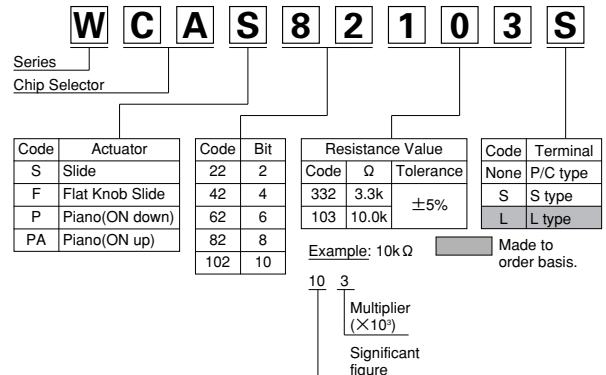 W C A S 8 2 1 0 3 S
Series
Chip Selector
Code Actuator
S Slide
F Flat Knob Slide
P Piano(ON down)
PA Piano(ON up)
Code Bit
22 2
42 4
62 6
82 8
102 10
Resistance Value
Code Ω Tolerance
332 3.3k ±5%
103 10.0k
Code Terminal
None P/C type
S S type
L L type
Made to
order basis.
Example: 10kΩ
10 3
Multiplier
(×10³)
Significant
figure